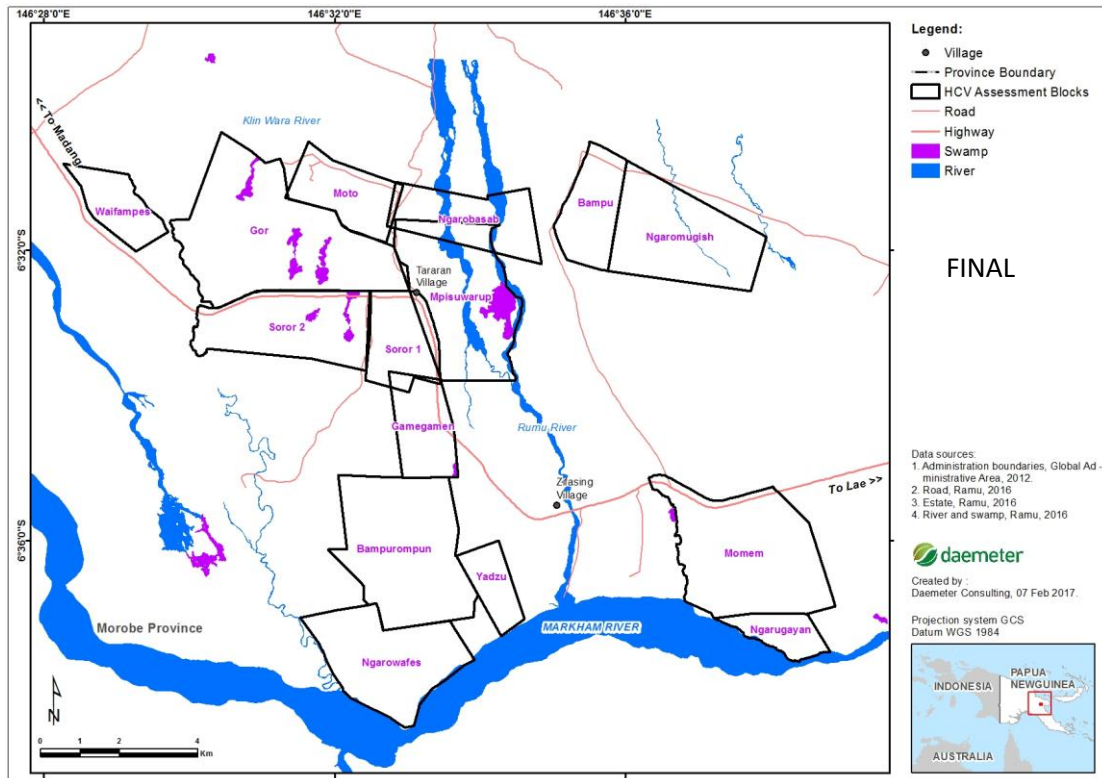 146°28'0"E
146°32'0"E
146°36'0"E
6°32'0"S
6°36'0"S
<< To Madang
Klin Wara River
Waifampes
Moto
Gor
Ngarobasab
Bampu
Ngaromugish
Tararan
Village
Mpisuwarup
Soror 2
Soror 1
Gamegamen
Rumu River
Zifasing
Village
To Lae >>
Bampurompun
Yadzu
Momem
Morobe Province
Ngarowafes
MARKHAM RIVER
Ngarugayan
N
0 1 2 4
Km
Legend:
Village
Province Boundary
HCV Assessment Blocks
Road
Highway
Swamp
River
FINAL
Data sources:
1. Administration boundaries, Global Ad -
ministrative Area, 2012.
2. Road, Ramu, 2016
3. Estate, Ramu, 2016
4. River and swamp, Ramu, 2016
daemeter
Created by :
Daemeter Consulting, 07 Feb 2017.
Projection system GCS
Datum WGS 1984
INDONESIA
PAPUA
NEWGUINEA
AUSTRALIA